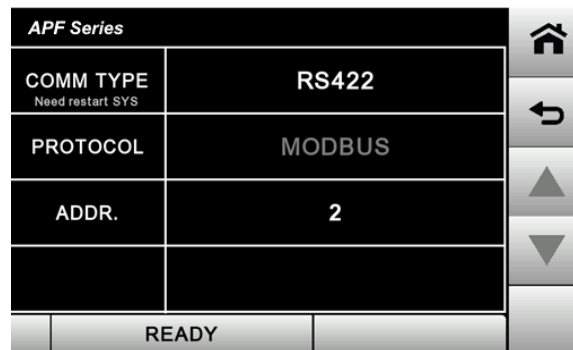 APF Series
COMM TYPE
Need restart SYS
RS422
PROTOCOL
MODBUS
ADDR.
2
READY